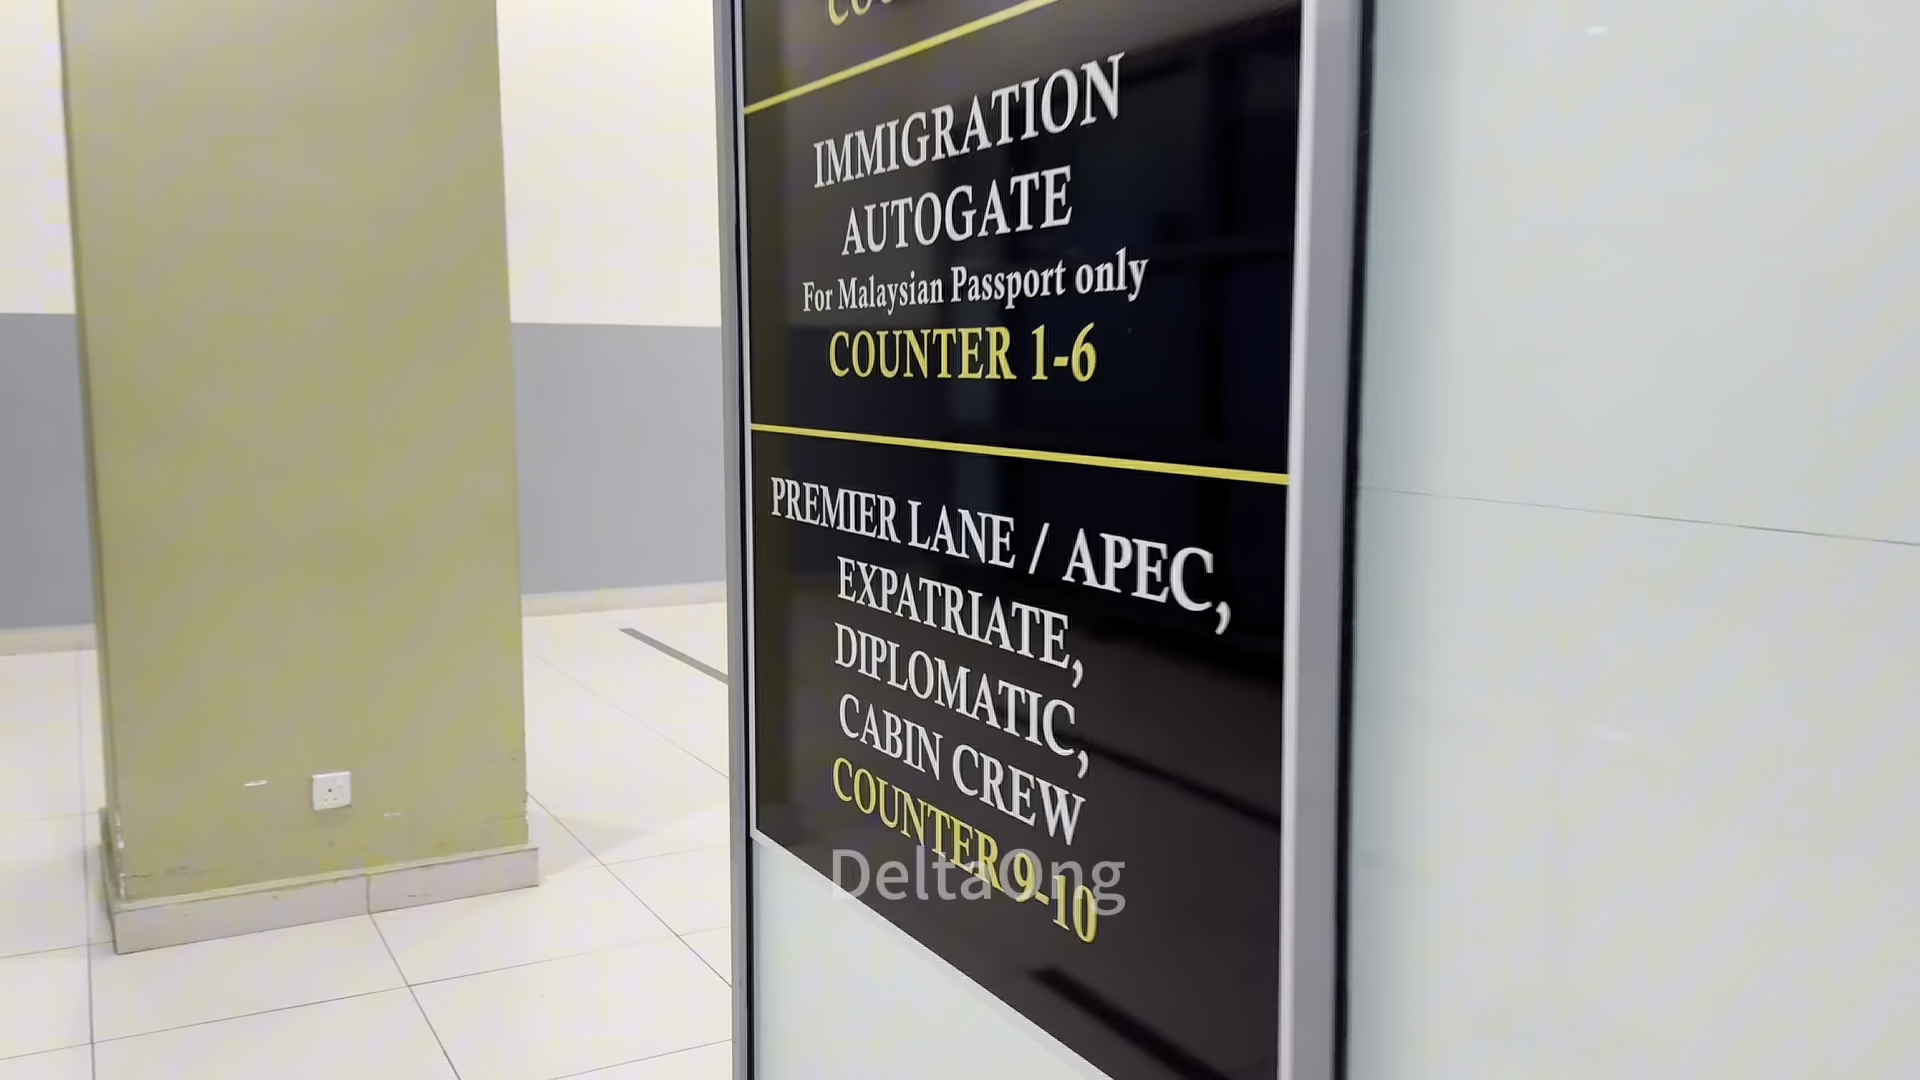 IMMIGRATION
AUTOGATE
For Malaysian Passport only
COUNTER 1-6
PREMIER LANE / APEC,
EXPATRIATE,
DIPLOMATIC,
CABIN CREW
COUNTER 9-10
DeltaOng